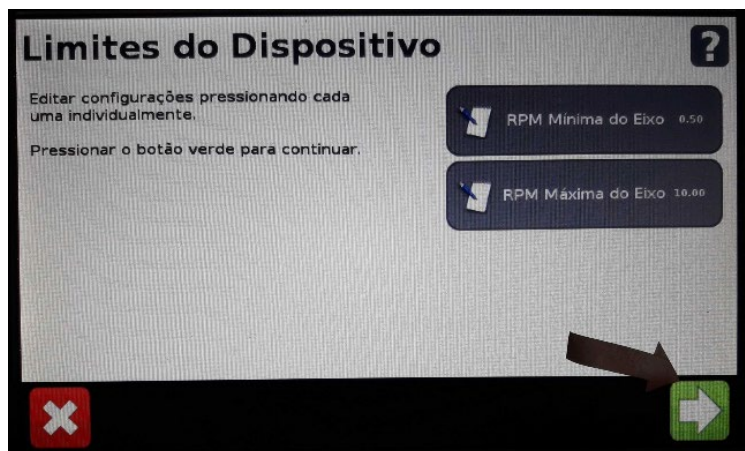 Limites do Dispositivo
?
Editar configurações pressionando cada
uma individualmente.
Pressionar o botão verde para continuar.
RPM Mínima do Eixo 0.50
RPM Máxima do Eixo 10.00